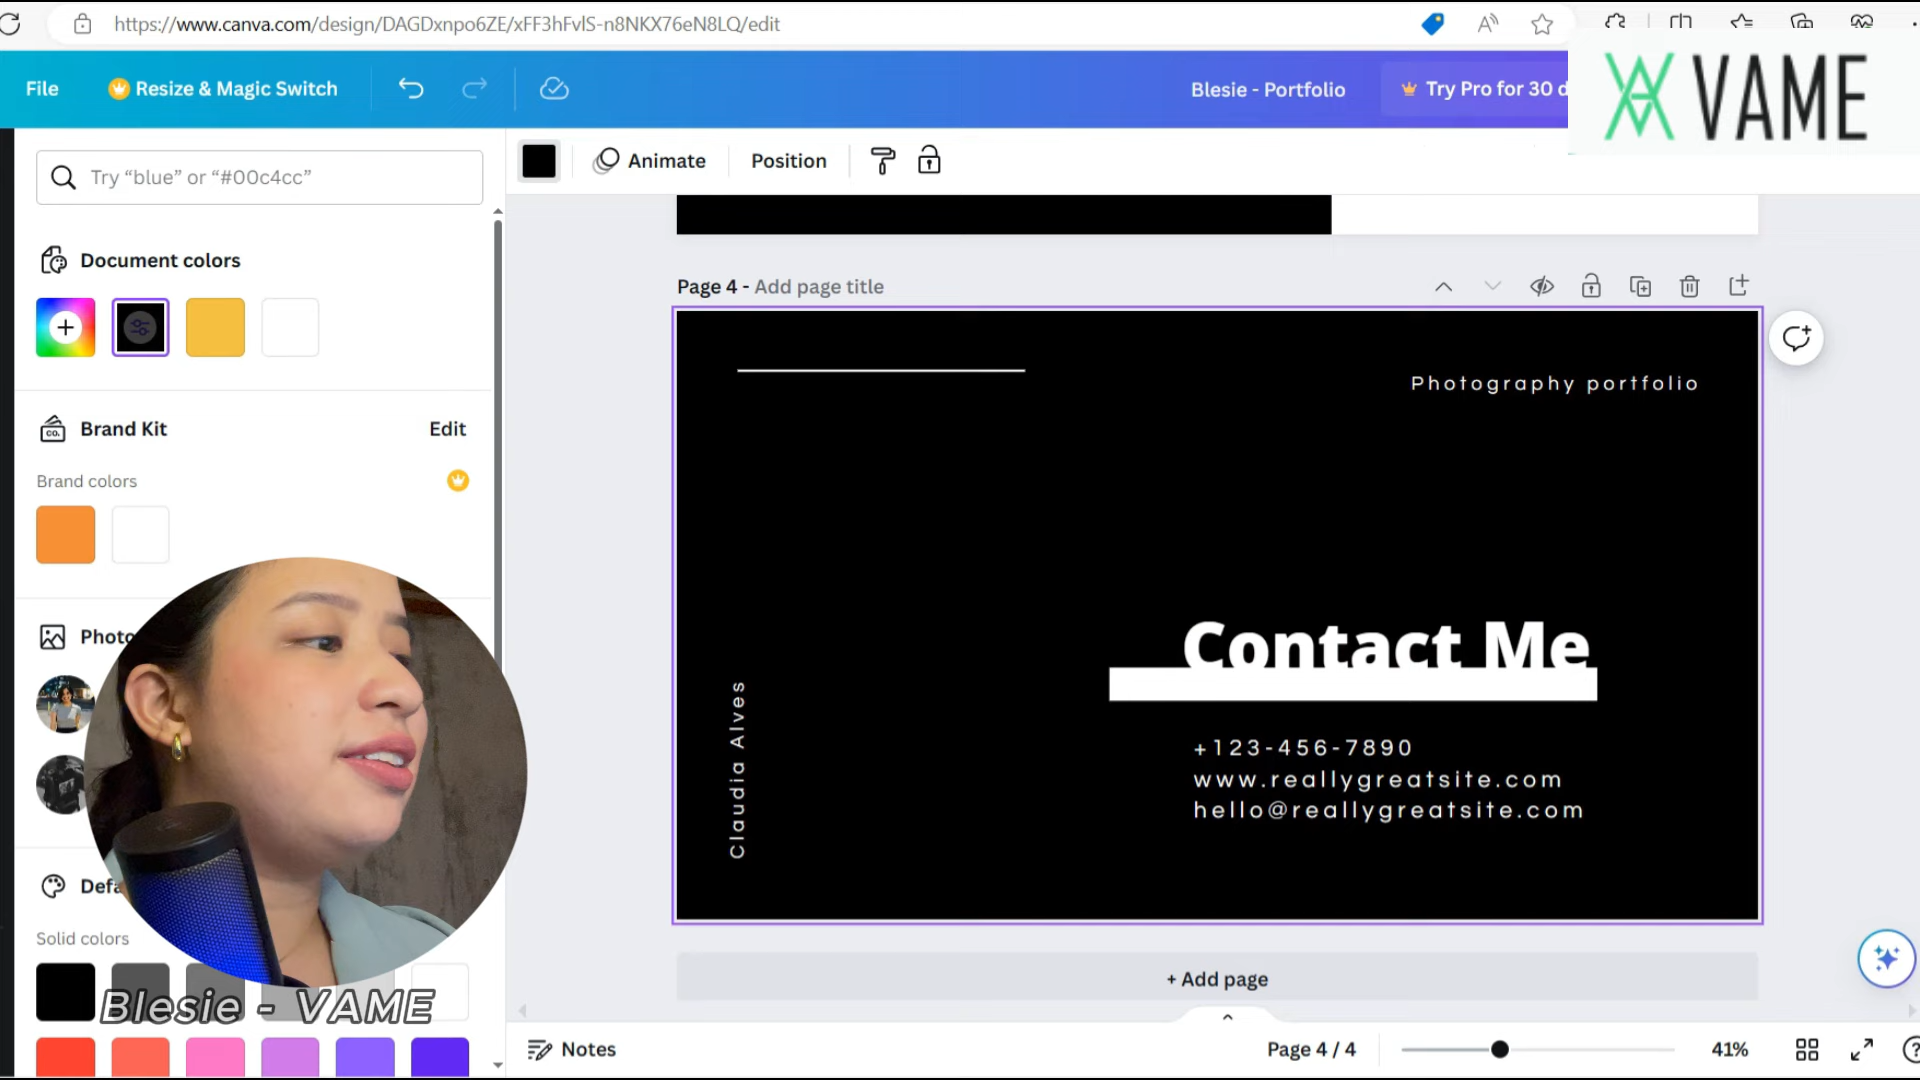 https://www.canva.com/design/DAGDxnpo6ZE/xFF3hFvlS-n8NKX76eN8LQ/edit
File
Resize & Magic Switch
Blesie - Portfolio
Try Pro for 30 d
VAME
Try “blue” or “#00c4cc”
Animate
Position
Document colors
Page 4 - Add page title
Photography portfolio
Brand Kit
Edit
Brand colors
CO.
Photo
Contact Me
Claudia Alves
+123-456-7890
www.reallygreatsite.com
hello@reallygreatsite.com
Defa
Solid colors
+ Add page
Blesie - VAME
Notes
Page 4 / 4
41%